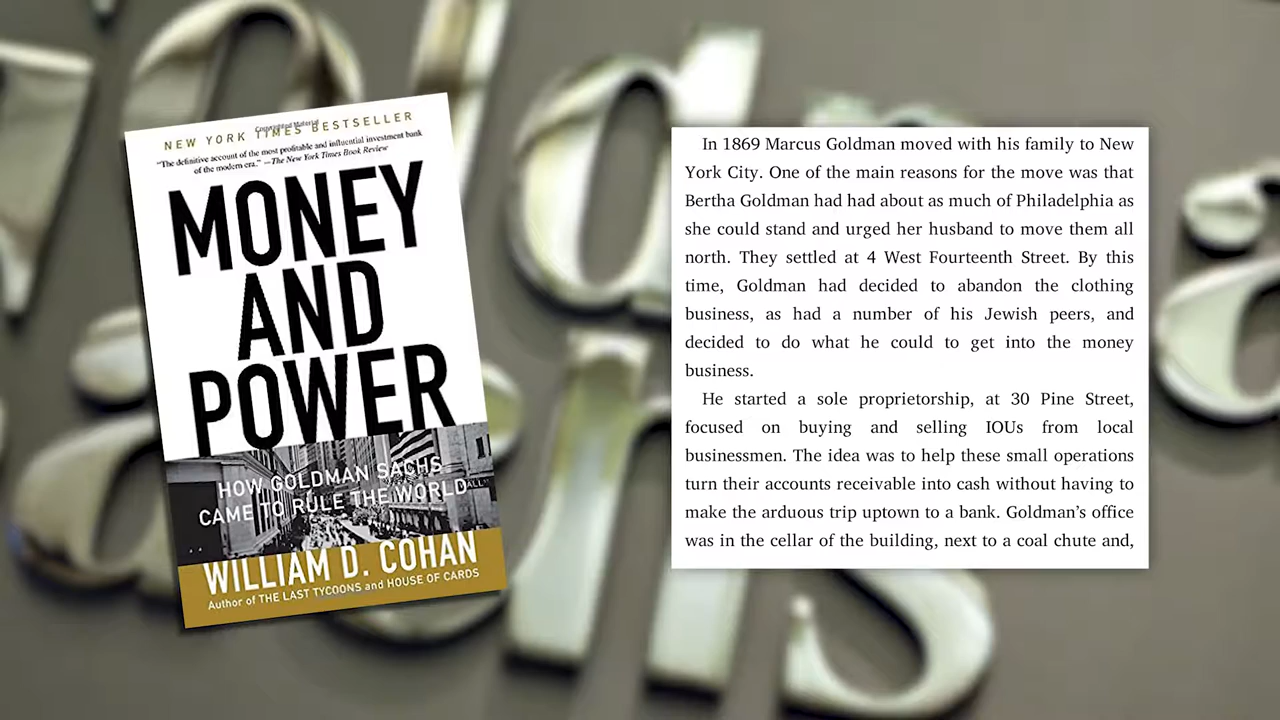 Copyrighted Material
NEW YORK TIMES BESTSELLER
"The definitive account of the most profitable and influential investment bank
of the modern era." —The New York Times Book Review
MONEY
AND
POWER
HOW GOLDMAN SACHS
CAME TO RULE THE WORLD
WILLIAM D. COHAN
Author of THE LAST TYCOONS and HOUSE OF CARDS
In 1869 Marcus Goldman moved with his family to New
York City. One of the main reasons for the move was that
Bertha Goldman had had about as much of Philadelphia as
she could stand and urged her husband to move them all
north. They settled at 4 West Fourteenth Street. By this
time, Goldman had decided to abandon the clothing
business, as had a number of his Jewish peers, and
decided to do what he could to get into the money
business.
He started a sole proprietorship, at 30 Pine Street,
focused on buying and selling IOUs from local
businessmen. The idea was to help these small operations
turn their accounts receivable into cash without having to
make the arduous trip uptown to a bank. Goldman's office
was in the cellar of the building, next to a coal chute and,